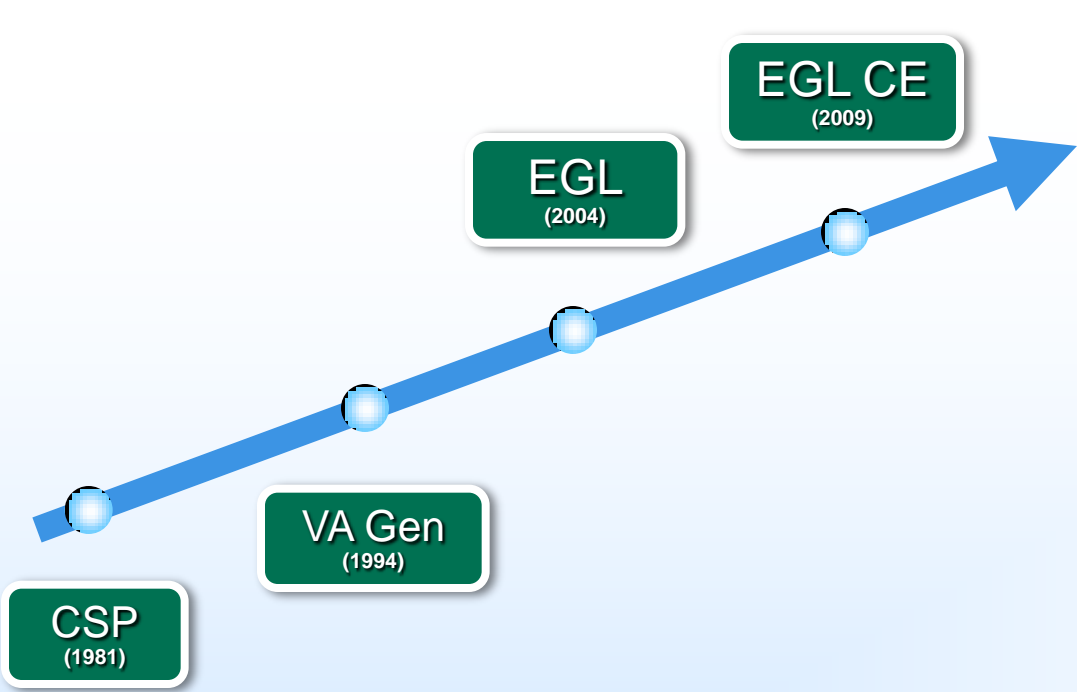 EGL CE
(2009)
EGL
(2004)
VA Gen
(1994)
CSP
(1981)